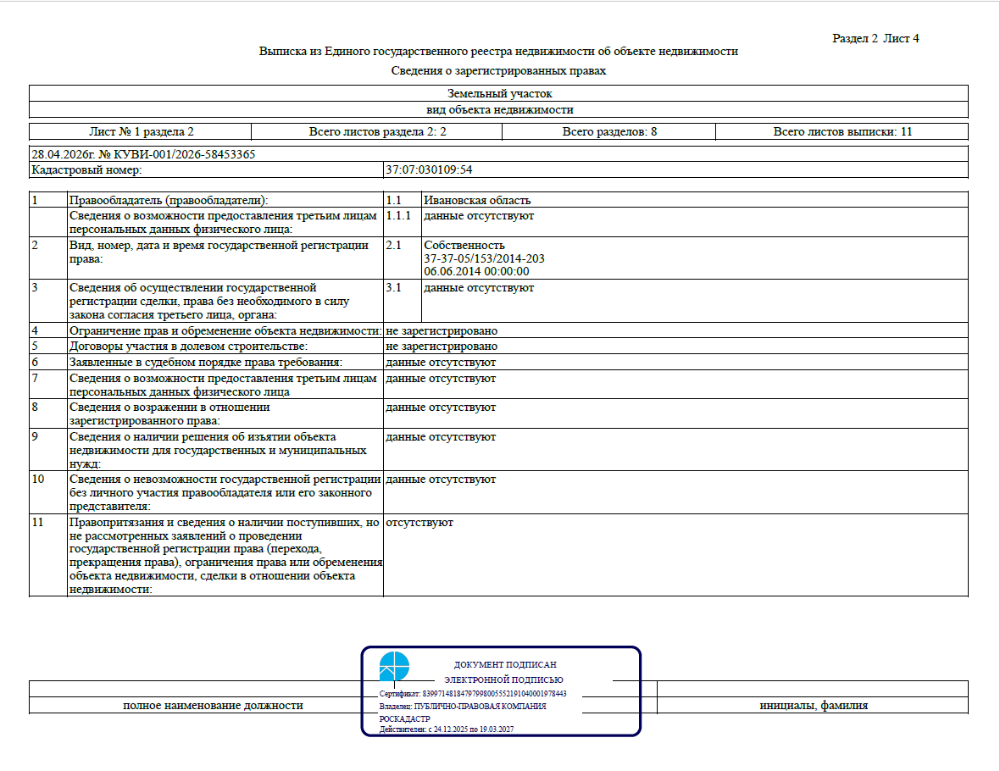 Раздел 2 Лист 4
Выписка из Единого государственного реестра недвижимости об объекте недвижимости
Сведения о зарегистрированных правах
Земельный участок
вид объекта недвижимости
Лист № 1 раздела 2 Всего листов раздела 2: 2 Всего разделов: 8 Всего листов выписки: 11
28.04.2026г. № КУВИ-001/2026-58453365
Кадастровый номер: 37:07:030109:54
1 Правообладатель (правообладатели): 1.1 Ивановская область
Сведения о возможности предоставления третьим лицам 1.1.1 данные отсутствуют
персональных данных физического лица:
2 Вид, номер, дата и время государственной регистрации 2.1 Собственность
права: 37-37-05/153/2014-203
06.06.2014 00:00:00
3 Сведения об осуществлении государственной 3.1 данные отсутствуют
регистрации сделки, права без необходимого в силу
закона согласия третьего лица, органа:
4 Ограничение прав и обременение объекта недвижимости: не зарегистрировано
5 Договоры участия в долевом строительстве: не зарегистрировано
6 Заявленные в судебном порядке права требования: данные отсутствуют
7 Сведения о возможности предоставления третьим лицам данные отсутствуют
персональных данных физического лица
8 Сведения о возражении в отношении данные отсутствуют
зарегистрированного права:
9 Сведения о наличии решения об изъятии объекта данные отсутствуют
недвижимости для государственных и муниципальных
нужд:
10 Сведения о невозможности государственной регистрации данные отсутствуют
без личного участия правообладателя или его законного
представителя:
11 Правопритязания и сведения о наличии поступивших, но отсутствуют
не рассмотренных заявлений о проведении
государственной регистрации права (перехода,
прекращения права), ограничения права или обременения
объекта недвижимости, сделки в отношении объекта
недвижимости:
ДОКУМЕНТ ПОДПИСАН
ЭЛЕКТРОННОЙ ПОДПИСЬЮ
Сертификат: 83997148184797998005552191040001978443
Владелец: ПУБЛИЧНО-ПРАВОВАЯ КОМПАНИЯ
РОСКАДАСТР
Действителен: с 24.12.2025 по 19.03.2027
полное наименование должности инициалы, фамилия